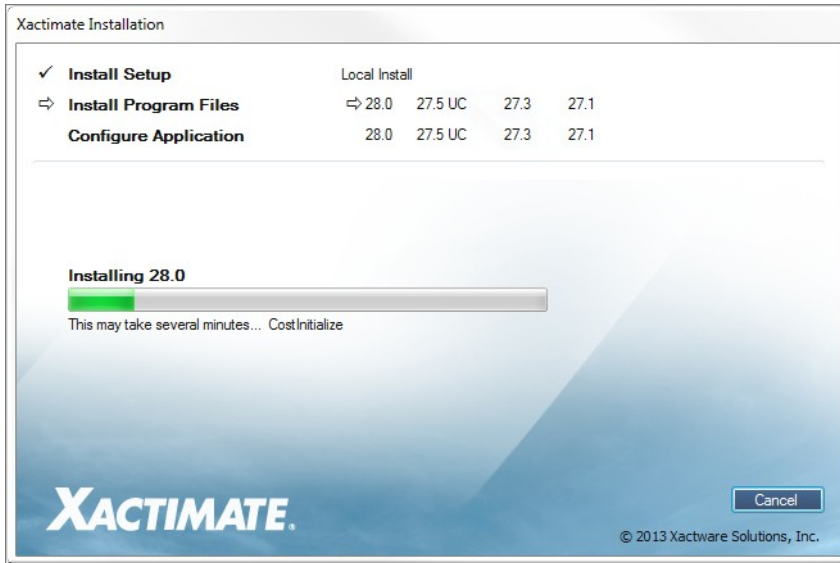 Xactimate Installation
✓ Install Setup Local Install
⇨ Install Program Files ⇨ 28.0 27.5 UC 27.3 27.1
Configure Application 28.0 27.5 UC 27.3 27.1
Installing 28.0
This may take several minutes... CostInitialize
XACTIMATE.
Cancel
© 2013 Xactware Solutions, Inc.